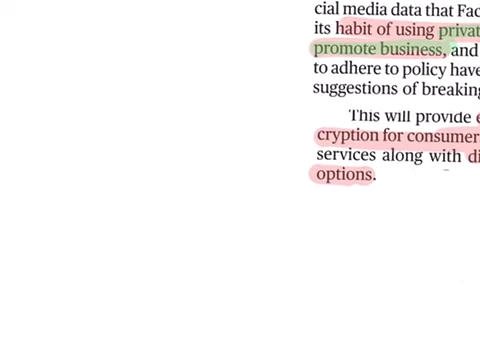 cial media data that Fac
its habit of using privat
promote business, and
to adhere to policy have
suggestions of breaking
This will provide e
cryption for consumer
services along with di
options.